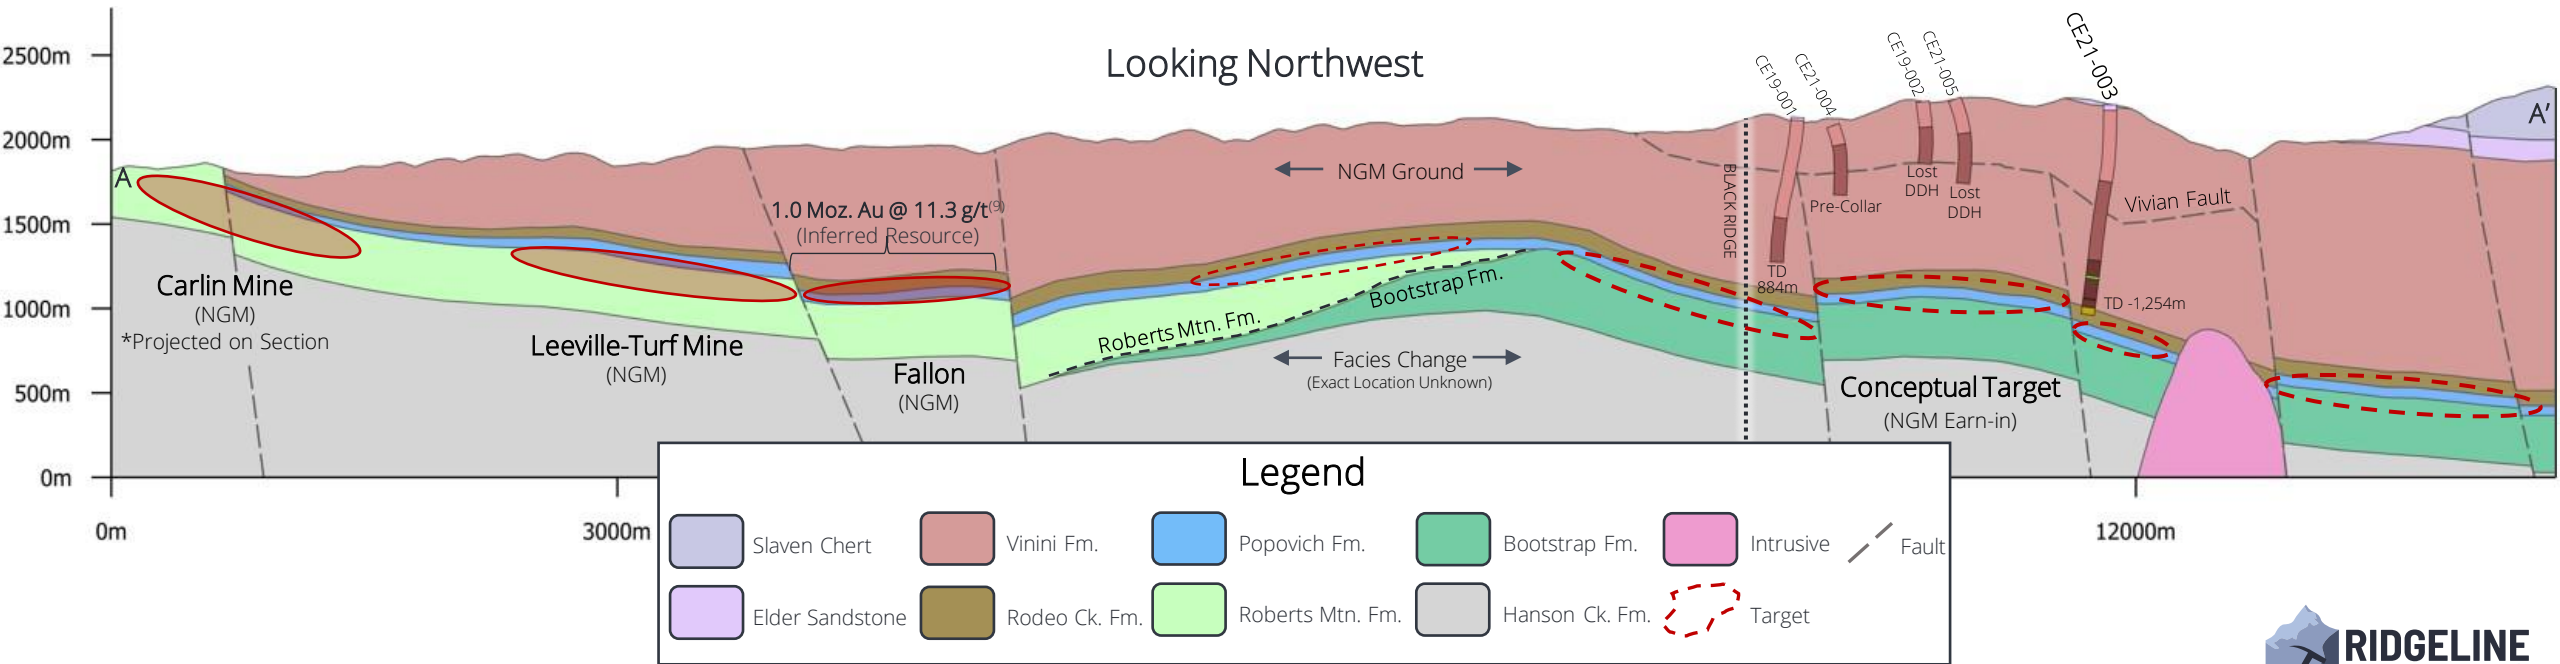 Looking Northwest
2500m
2000m
1500m
1000m
500m
0m
0m
3000m
12000m
A
A'
Carlin Mine
(NGM)
*Projected on Section
Leeville-Turf Mine
(NGM)
1.0 Moz. Au @ 11.3 g/t(9)
(Inferred Resource)
Fallon
(NGM)
NGM Ground
Roberts Mtn. Fm.
Bootstrap Fm.
Facies Change
(Exact Location Unknown)
BLACK RIDGE
CE19-001
CE21-004
CE19-002
CE21-005
CE21-003
TD
884m
Pre-Collar
Lost
DDH
Lost
DDH
Vivian Fault
TD -1,254m
Conceptual Target
(NGM Earn-in)
Legend
Slaven Chert
Vinini Fm.
Popovich Fm.
Bootstrap Fm.
Intrusive
Fault
Elder Sandstone
Rodeo Ck. Fm.
Roberts Mtn. Fm.
Hanson Ck. Fm.
Target
RIDGELINE